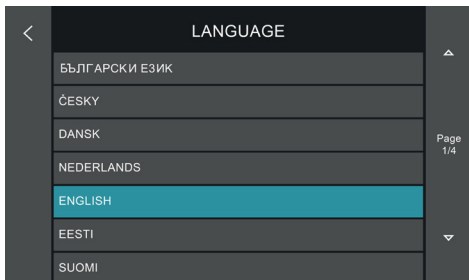 LANGUAGE
БЪЛГАРСКИ ЕЗИК
ČESKY
DANSK
Page
1/4
NEDERLANDS
ENGLISH
EESTI
SUOMI